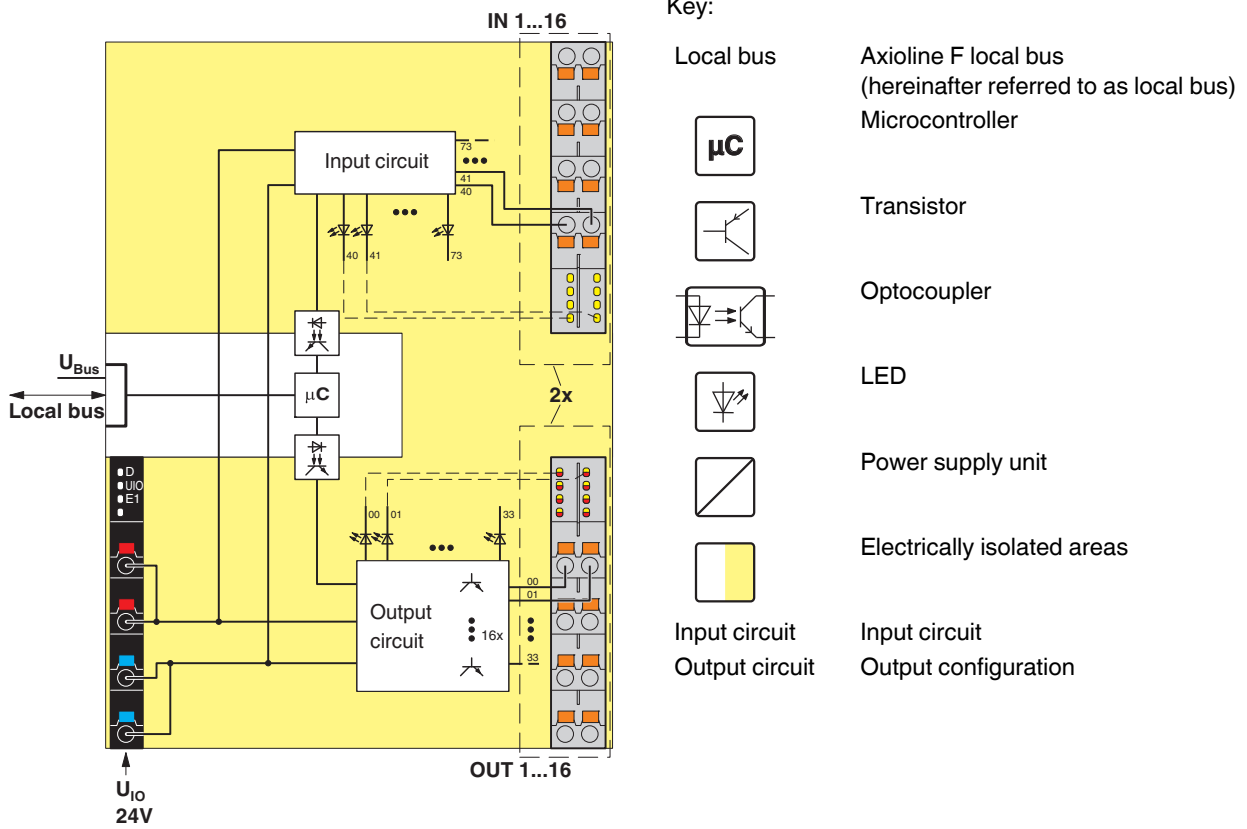 IN 1...16
73
Input circuit
41
40
40
41
73
U Bus
Local bus
µC
2x
D
UIO
E1
00
01
33
00
01
Output
circuit
16x
33
OUT 1...16
U IO
24V
Key:
Local bus Axioline F local bus
(hereinafter referred to as local bus)
µC Microcontroller
Transistor
Optocoupler
LED
Power supply unit
Electrically isolated areas
Input circuit Input circuit
Output circuit Output configuration